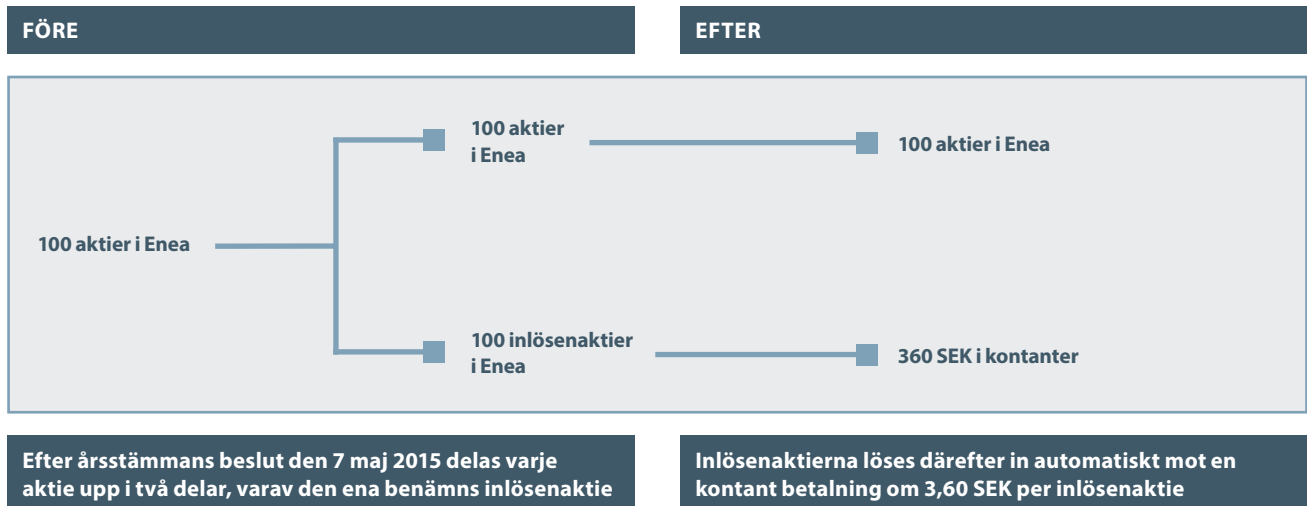 FÖRE
EFTER
100 aktier
i Enea
100 aktier i Enea
100 aktier i Enea
100 inlösenaktier
i Enea
360 SEK i kontanter
Efter årsstämmans beslut den 7 maj 2015 delas varje
aktie upp i två delar, varav den ena benämns inlösenaktie
Inlösenaktierna löses därefter in automatiskt mot en
kontant betalning om 3,60 SEK per inlösenaktie